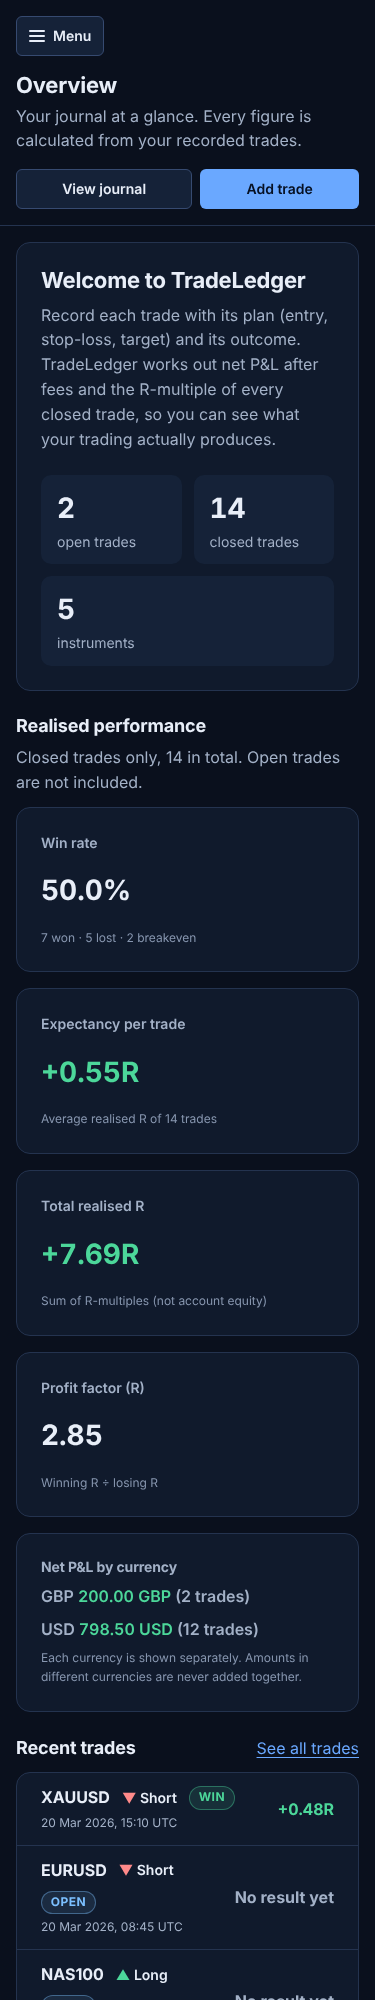 Menu
Overview
Your journal at a glance. Every figure is
calculated from your recorded trades.
View journal
Add trade
Welcome to TradeLedger
Record each trade with its plan (entry,
stop-loss, target) and its outcome.
TradeLedger works out net P&L after
fees and the R-multiple of every
closed trade, so you can see what
your trading actually produces.
2
open trades
14
closed trades
5
instruments
Realised performance
Closed trades only, 14 in total. Open trades
are not included.
Win rate
50.0%
7 won · 5 lost · 2 breakeven
Expectancy per trade
+0.55R
Average realised R of 14 trades
Total realised R
+7.69R
Sum of R-multiples (not account equity)
Profit factor (R)
2.85
Winning R ÷ losing R
Net P&L by currency
GBP 200.00 GBP (2 trades)
USD 798.50 USD (12 trades)
Each currency is shown separately. Amounts in
different currencies are never added together.
Recent trades
See all trades
XAUUSD ▼ Short WIN
20 Mar 2026, 15:10 UTC
+0.48R
EURUSD ▼ Short
OPEN
20 Mar 2026, 08:45 UTC
No result yet
NAS100 ▲ Long
No result yet